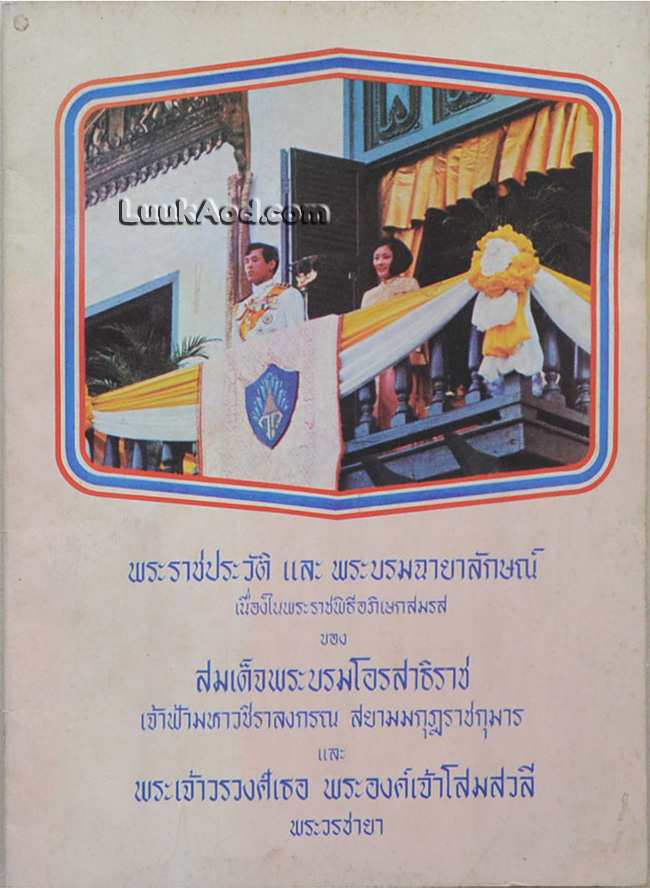 LuukAod.com
พระราชประวัติ และ พระบรมฉายาลักษณ์
เนื่องในพระราชพิธีอภิเษกสมรส
ของ
สมเด็จพระบรมโอรสาธิราช
เจ้าฟ้ามหาวชิราลงกรณ สยามมกุฎราชกุมาร
และ
พระเจ้าวรวงศ์เธอ พระองค์เจ้าโสมสวลี
พระวรชายา